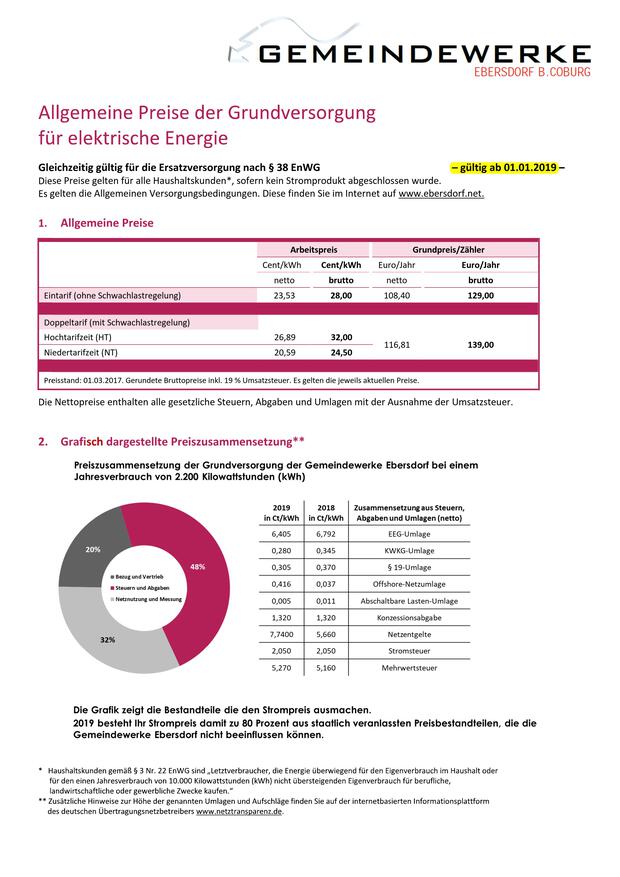 GEMEINDEWERKE
EBERSDORF B.COBURG
Allgemeine Preise der Grundversorgung
für elektrische Energie
Gleichzeitig gültig für die Ersatzversorgung nach § 38 EnWG – gültig ab 01.01.2019 –
Diese Preise gelten für alle Haushaltskunden*, sofern kein Stromprodukt abgeschlossen wurde.
Es gelten die Allgemeinen Versorgungsbedingungen. Diese finden Sie im Internet auf www.ebersdorf.net.
1. Allgemeine Preise
Arbeitspreis Grundpreis/Zähler
Cent/kWh Cent/kWh Euro/Jahr Euro/Jahr
netto brutto netto brutto
Eintarif (ohne Schwachlastregelung) 23,53 28,00 108,40 129,00
Doppeltarif (mit Schwachlastregelung)
Hochtarifzeit (HT) 26,89 32,00
116,81 139,00
Niedertarifzeit (NT) 20,59 24,50
Preisstand: 01.03.2017. Gerundete Bruttopreise inkl. 19 % Umsatzsteuer. Es gelten die jeweils aktuellen Preise.
Die Nettopreise enthalten alle gesetzliche Steuern, Abgaben und Umlagen mit der Ausnahme der Umsatzsteuer.
2. Grafisch dargestellte Preiszusammensetzung**
Preiszusammensetzung der Grundversorgung der Gemeindewerke Ebersdorf bei einem
Jahresverbrauch von 2.200 Kilowattstunden (kWh)
20%
48%
32%
Bezug und Vertrieb
Steuern und Abgaben
Netznutzung und Messung
2019 2018 Zusammensetzung aus Steuern,
in Ct/kWh in Ct/kWh Abgaben und Umlagen (netto)
6,405 6,792 EEG-Umlage
0,280 0,345 KWKG-Umlage
0,305 0,370 § 19-Umlage
0,416 0,037 Offshore-Netzumlage
0,005 0,011 Abschaltbare Lasten-Umlage
1,320 1,320 Konzessionsabgabe
7,7400 5,660 Netzentgelte
2,050 2,050 Stromsteuer
5,270 5,160 Mehrwertsteuer
Die Grafik zeigt die Bestandteile die den Strompreis ausmachen.
2019 besteht Ihr Strompreis damit zu 80 Prozent aus staatlich veranlassten Preisbestandteilen, die die
Gemeindewerke Ebersdorf nicht beeinflussen können.
* Haushaltskunden gemäß § 3 Nr. 22 EnWG sind „Letztverbraucher, die Energie überwiegend für den Eigenverbrauch im Haushalt oder
für den einen Jahresverbrauch von 10.000 Kilowattstunden (kWh) nicht übersteigenden Eigenverbrauch für berufliche,
landwirtschaftliche oder gewerbliche Zwecke kaufen.“
** Zusätzliche Hinweise zur Höhe der genannten Umlagen und Aufschläge finden Sie auf der internetbasierten Informationsplattform
des deutschen Übertragungsnetzbetreibers www.netztransparenz.de.